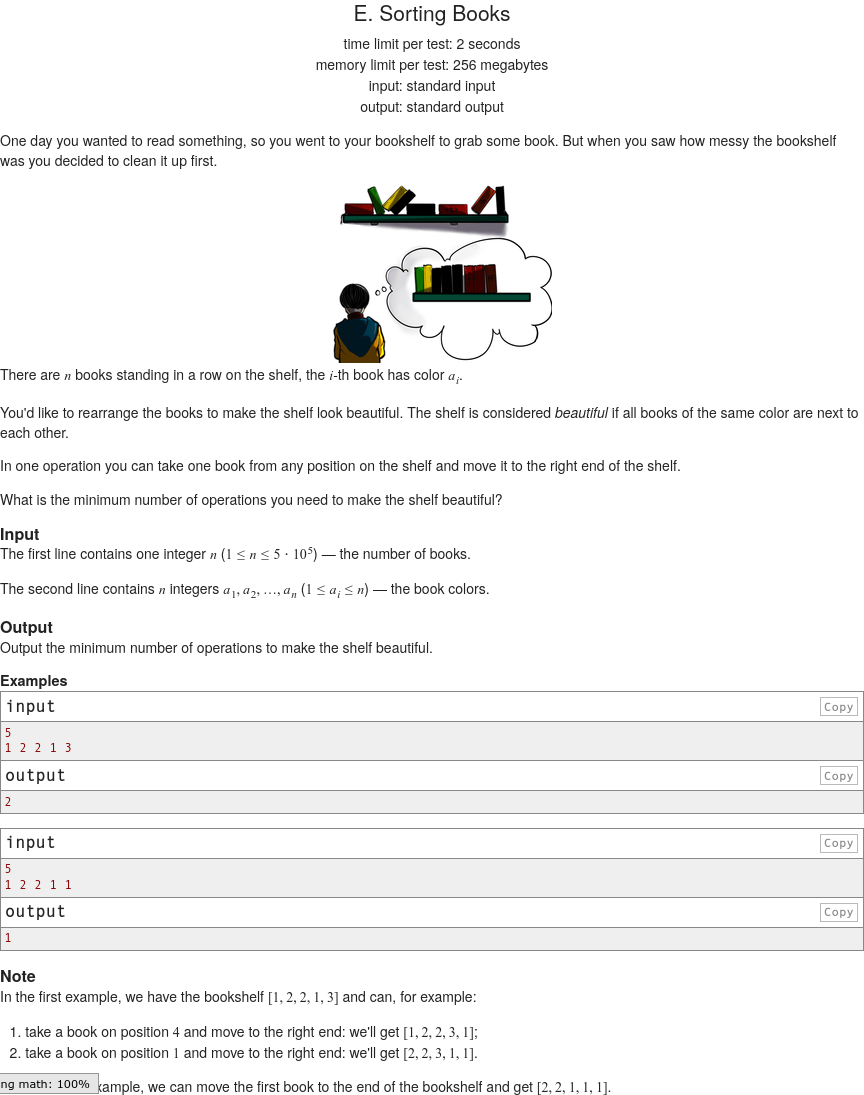 E. Sorting Books
time limit per test: 2 seconds
memory limit per test: 256 megabytes
input: standard input
output: standard output
One day you wanted to read something, so you went to your bookshelf to grab some book. But when you saw how messy the bookshelf
was you decided to clean it up first.
There are n books standing in a row on the shelf, the i-th book has color a_i.
You'd like to rearrange the books to make the shelf look beautiful. The shelf is considered beautiful if all books of the same color are next to
each other.
In one operation you can take one book from any position on the shelf and move it to the right end of the shelf.
What is the minimum number of operations you need to make the shelf beautiful?
Input
The first line contains one integer n (1 ≤ n ≤ 5 · 10^5) — the number of books.
The second line contains n integers a_1, a_2, …, a_n (1 ≤ a_i ≤ n) — the book colors.
Output
Output the minimum number of operations to make the shelf beautiful.
Examples
input Copy
5
1 2 2 1 3
output Copy
2
input Copy
5
1 2 2 1 1
output Copy
1
Note
In the first example, we have the bookshelf [1, 2, 2, 1, 3] and can, for example:
1. take a book on position 4 and move to the right end: we'll get [1, 2, 2, 3, 1];
2. take a book on position 1 and move to the right end: we'll get [2, 2, 3, 1, 1].
ng math: 100% xample, we can move the first book to the end of the bookshelf and get [2, 2, 1, 1, 1].